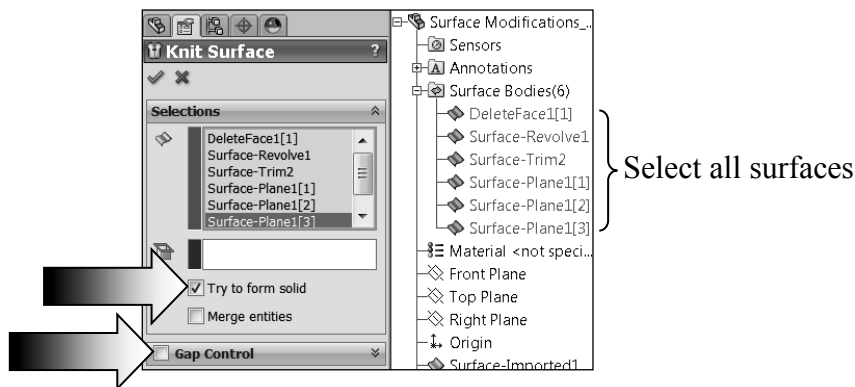 Knit Surface ?
Selections
DeleteFace1[1]
Surface-Revolve1
Surface-Trim2
Surface-Plane1[1]
Surface-Plane1[2]
Surface-Plane1[3]
Try to form solid
Merge entities
Gap Control
Surface Modifications_..
Sensors
A Annotations
Surface Bodies(6)
DeleteFace1[1]
Surface-Revolve1
Surface-Trim2
Surface-Plane1[1]
Surface-Plane1[2]
Surface-Plane1[3]
Material <not speci...
Front Plane
Top Plane
Right Plane
Origin
Surface-Imported1
Select all surfaces